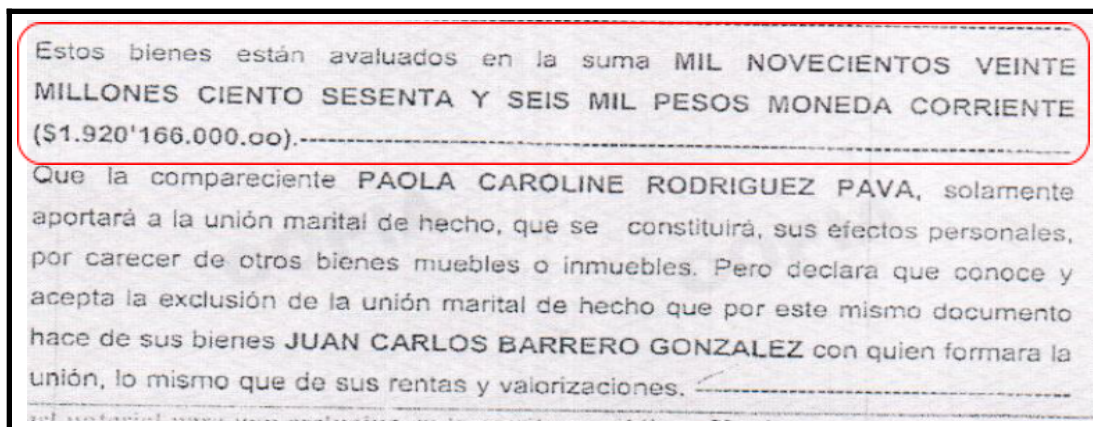 Estos bienes están avaluados en la suma MIL NOVECIENTOS VEINTE
MILLONES CIENTO SESENTA Y SEIS MIL PESOS MONEDA CORRIENTE
($1.920'166.000.oo).------------------------------
Que la compareciente PAOLA CAROLINE RODRIGUEZ PAVA, solamente
aportará a la unión marital de hecho, que se constituirá, sus efectos personales,
por carecer de otros bienes muebles o inmuebles. Pero declara que conoce y
acepta la exclusión de la unión marital de hecho que por este mismo documento
hace de sus bienes JUAN CARLOS BARRERO GONZALEZ con quien formara la
unión, lo mismo que de sus rentas y valorizaciones. ------------------------------